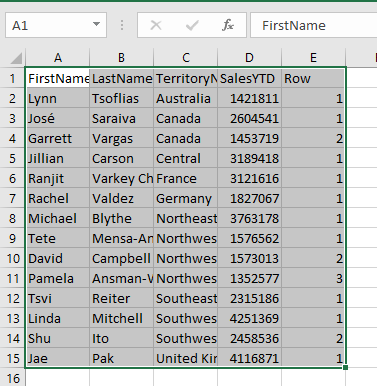 A1 FirstName
A B C D E
1 FirstName LastName TerritoryN SalesYTD Row
2 Lynn Tsoflias Australia 1421811 1
3 José Saraiva Canada 2604541 1
4 Garrett Vargas Canada 1453719 2
5 Jillian Carson Central 3189418 1
6 Ranjit Varkey Ch France 3121616 1
7 Rachel Valdez Germany 1827067 1
8 Michael Blythe Northeast 3763178 1
9 Tete Mensa-An Northwes 1576562 1
10 David Campbell Northwes 1573013 2
11 Pamela Ansman-W Northwes 1352577 3
12 Tsvi Reiter Southeast 2315186 1
13 Linda Mitchell Southwes 4251369 1
14 Shu Ito Southwes 2458536 2
15 Jae Pak United Kin 4116871 1
16